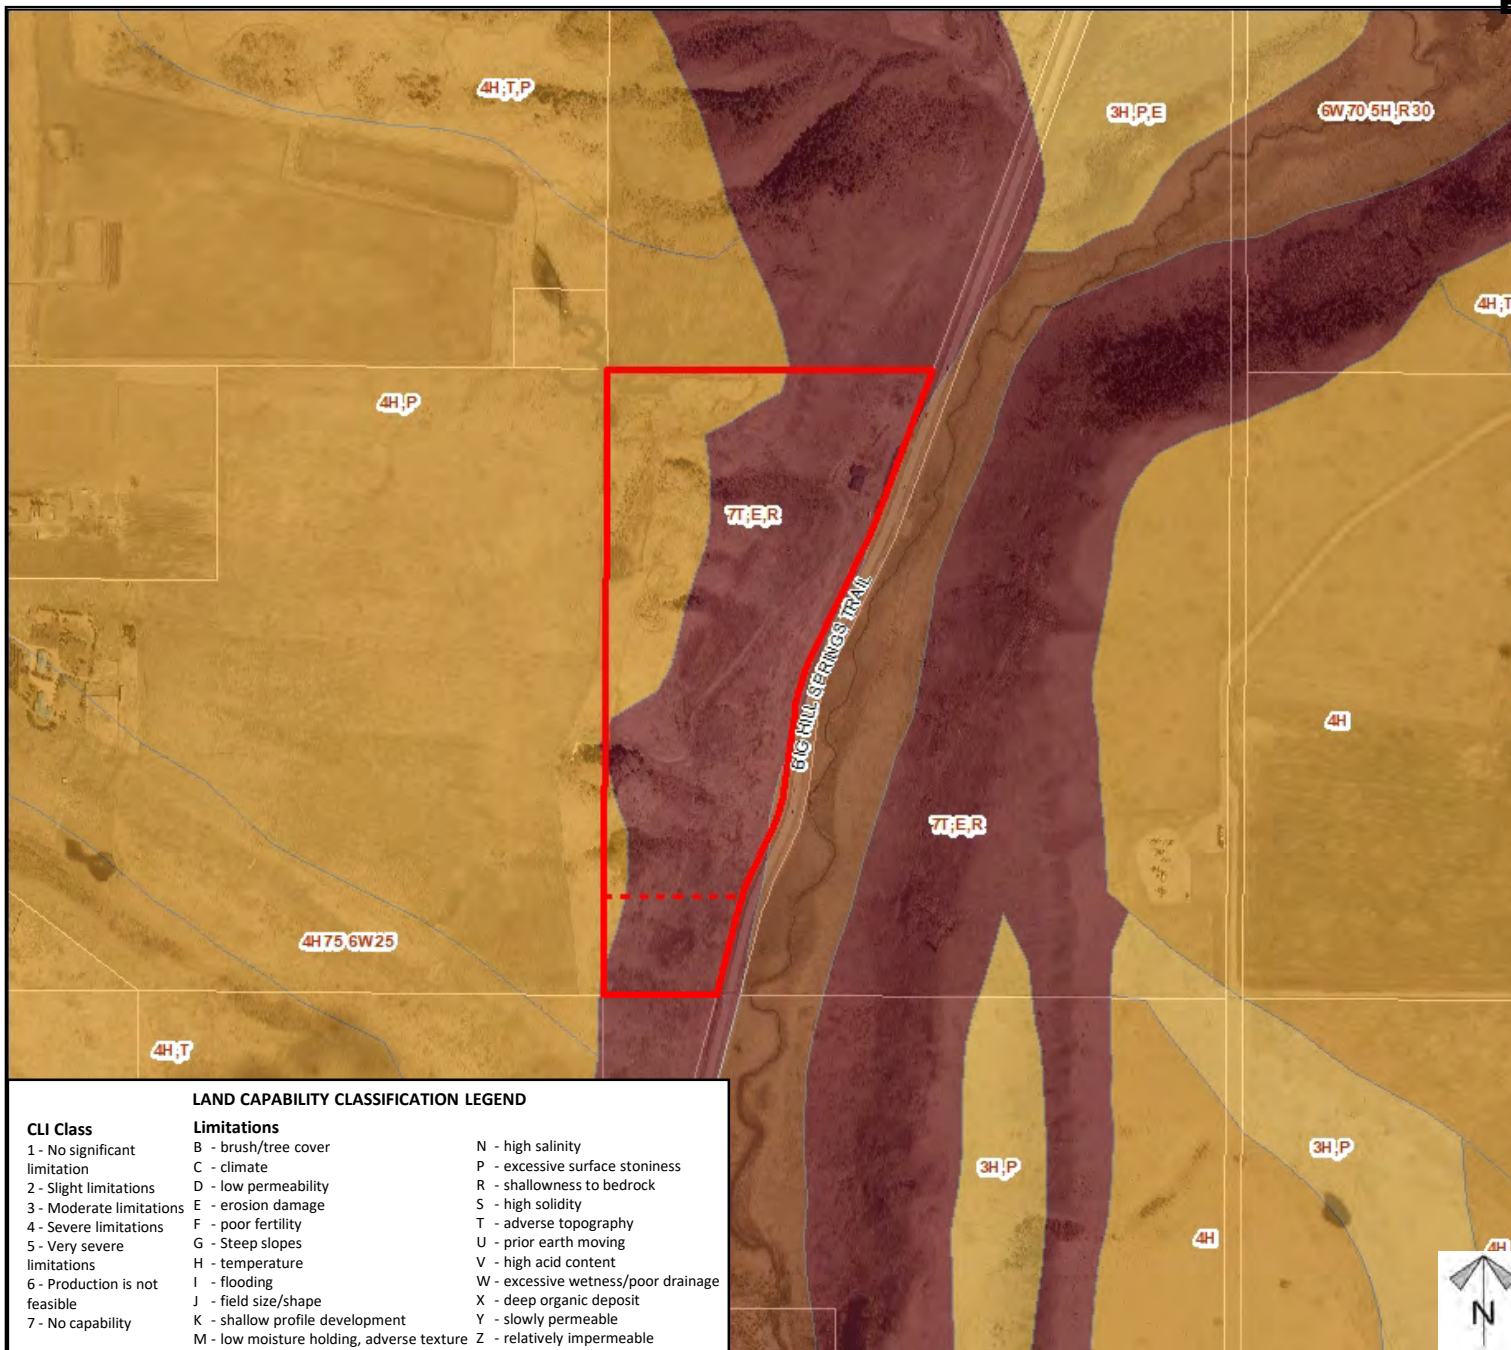 4H,T,P
3H,P,E
6W70 5H,R30
4H,T
4H,P
7T,E,R
BIG HILL SPRINGS TRAIL
4H
7T,E,R
4H75 6W25
4H,T
3H,P
3H,P
4H
4H
N
LAND CAPABILITY CLASSIFICATION LEGEND
CLI Class
1 - No significant
limitation
2 - Slight limitations
3 - Moderate limitations
4 - Severe limitations
5 - Very severe
limitations
6 - Production is not
feasible
7 - No capability
Limitations
B - brush/tree cover
C - climate
D - low permeability
E - erosion damage
F - poor fertility
G - Steep slopes
H - temperature
I - flooding
J - field size/shape
K - shallow profile development
M - low moisture holding, adverse texture
N - high salinity
P - excessive surface stoniness
R - shallowness to bedrock
S - high solidity
T - adverse topography
U - prior earth moving
V - high acid content
W - excessive wetness/poor drainage
X - deep organic deposit
Y - slowly permeable
Z - relatively impermeable